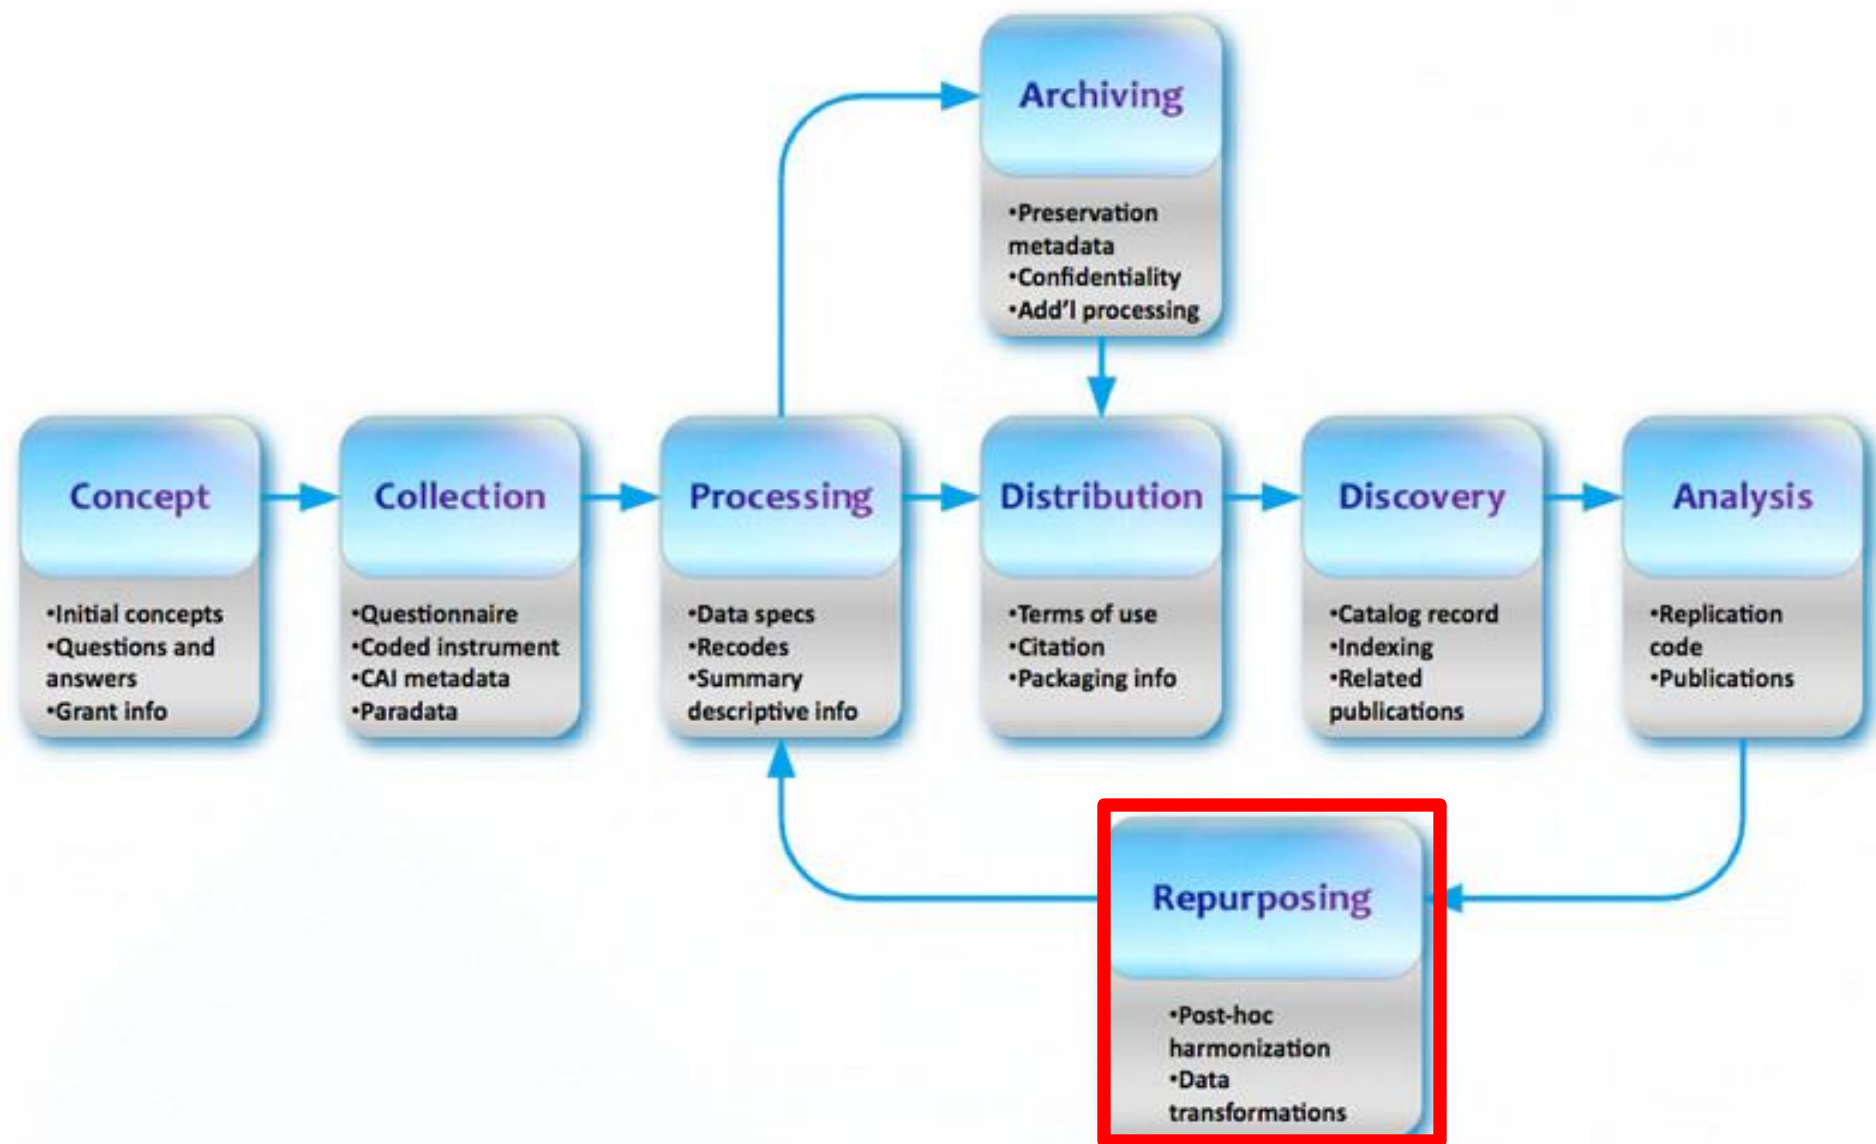 Archiving
•Preservation
metadata
•Confidentiality
•Add'l processing
Concept
•Initial concepts
•Questions and
answers
•Grant info
Collection
•Questionnaire
•Coded instrument
•CAI metadata
•Paradata
Processing
•Data specs
•Recodes
•Summary
descriptive info
Distribution
•Terms of use
•Citation
•Packaging info
Discovery
•Catalog record
•Indexing
•Related
publications
Analysis
•Replication
code
•Publications
Repurposing
•Post-hoc
harmonization
•Data
transformations